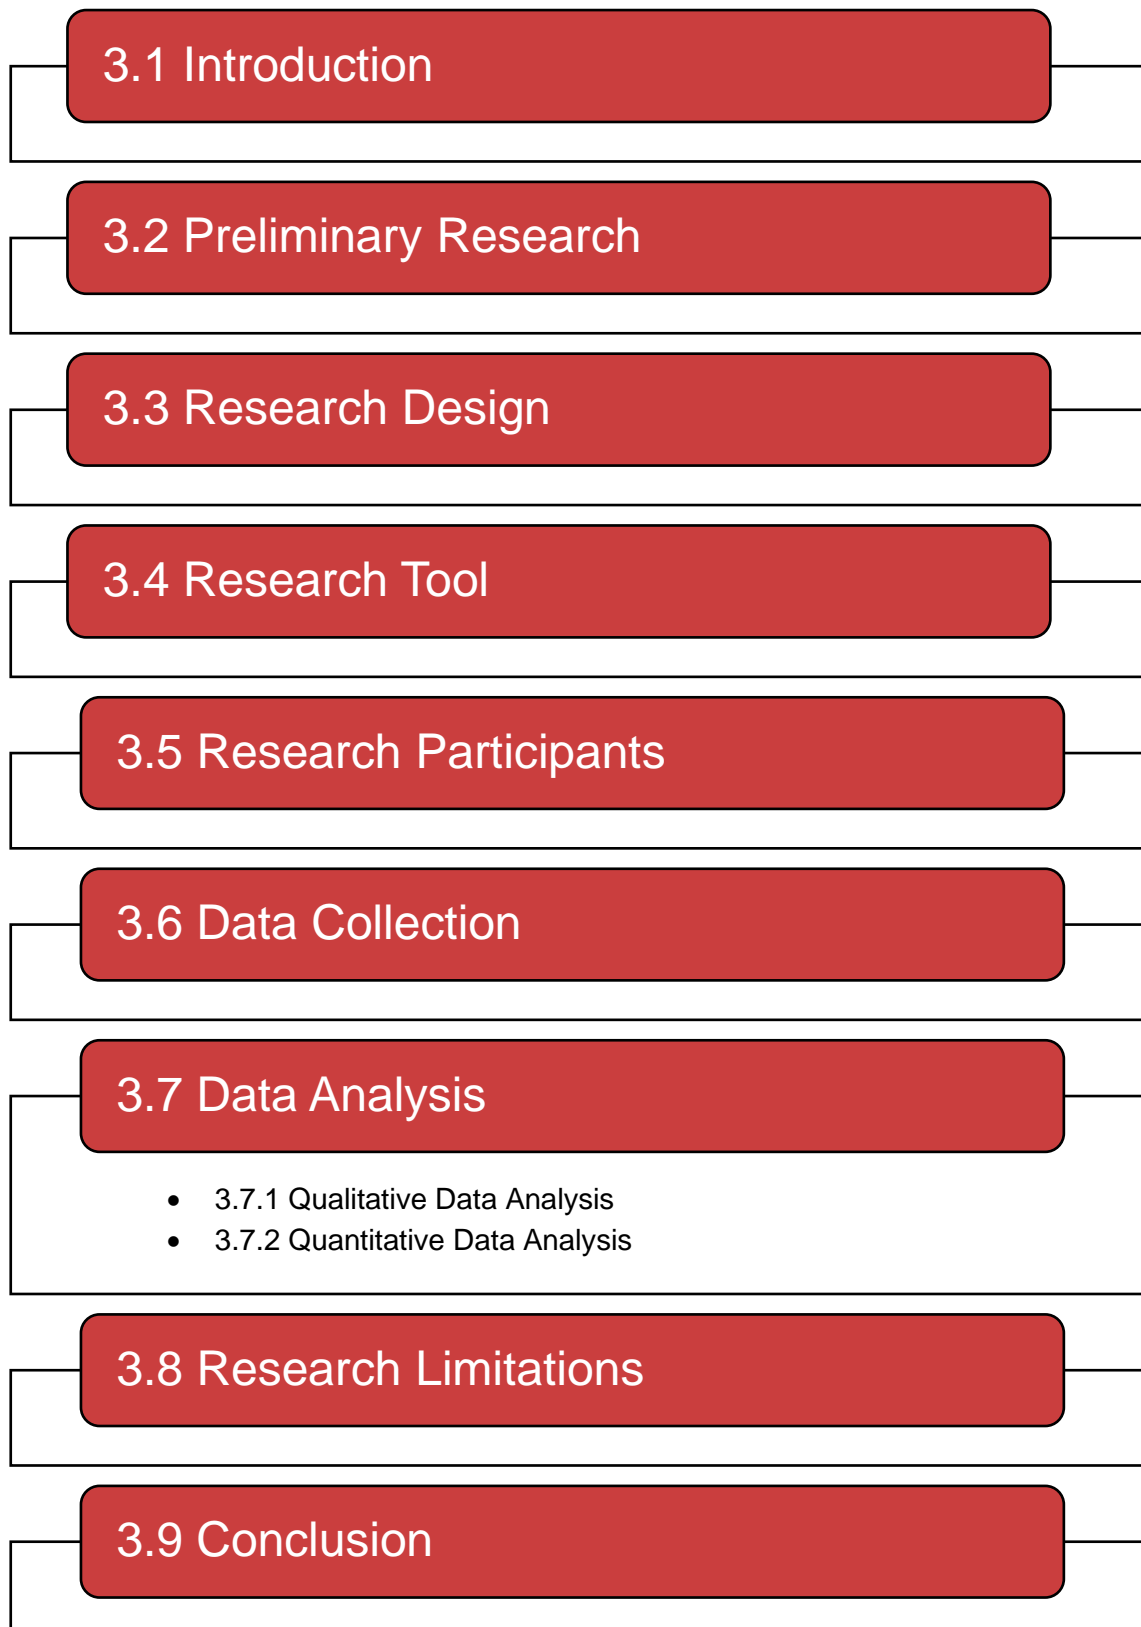 3.1 Introduction
3.2 Preliminary Research
3.3 Research Design
3.4 Research Tool
3.5 Research Participants
3.6 Data Collection
3.7 Data Analysis
• 3.7.1 Qualitative Data Analysis
• 3.7.2 Quantitative Data Analysis
3.8 Research Limitations
3.9 Conclusion